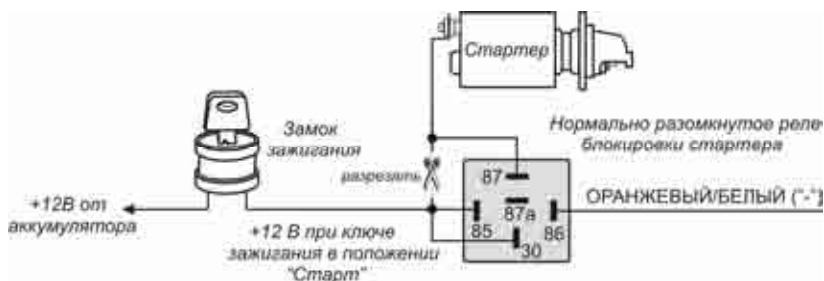 Стартер
Замок
зажигания
Нормально разомкнутое реле
блокировки стартера
разрезать
87
ОРАНЖЕВЫЙ/БЕЛЫЙ ("-")
+12В от
аккумулятора
87а
85
86
30
+12 В при ключе
зажигания в положении
"Старт"